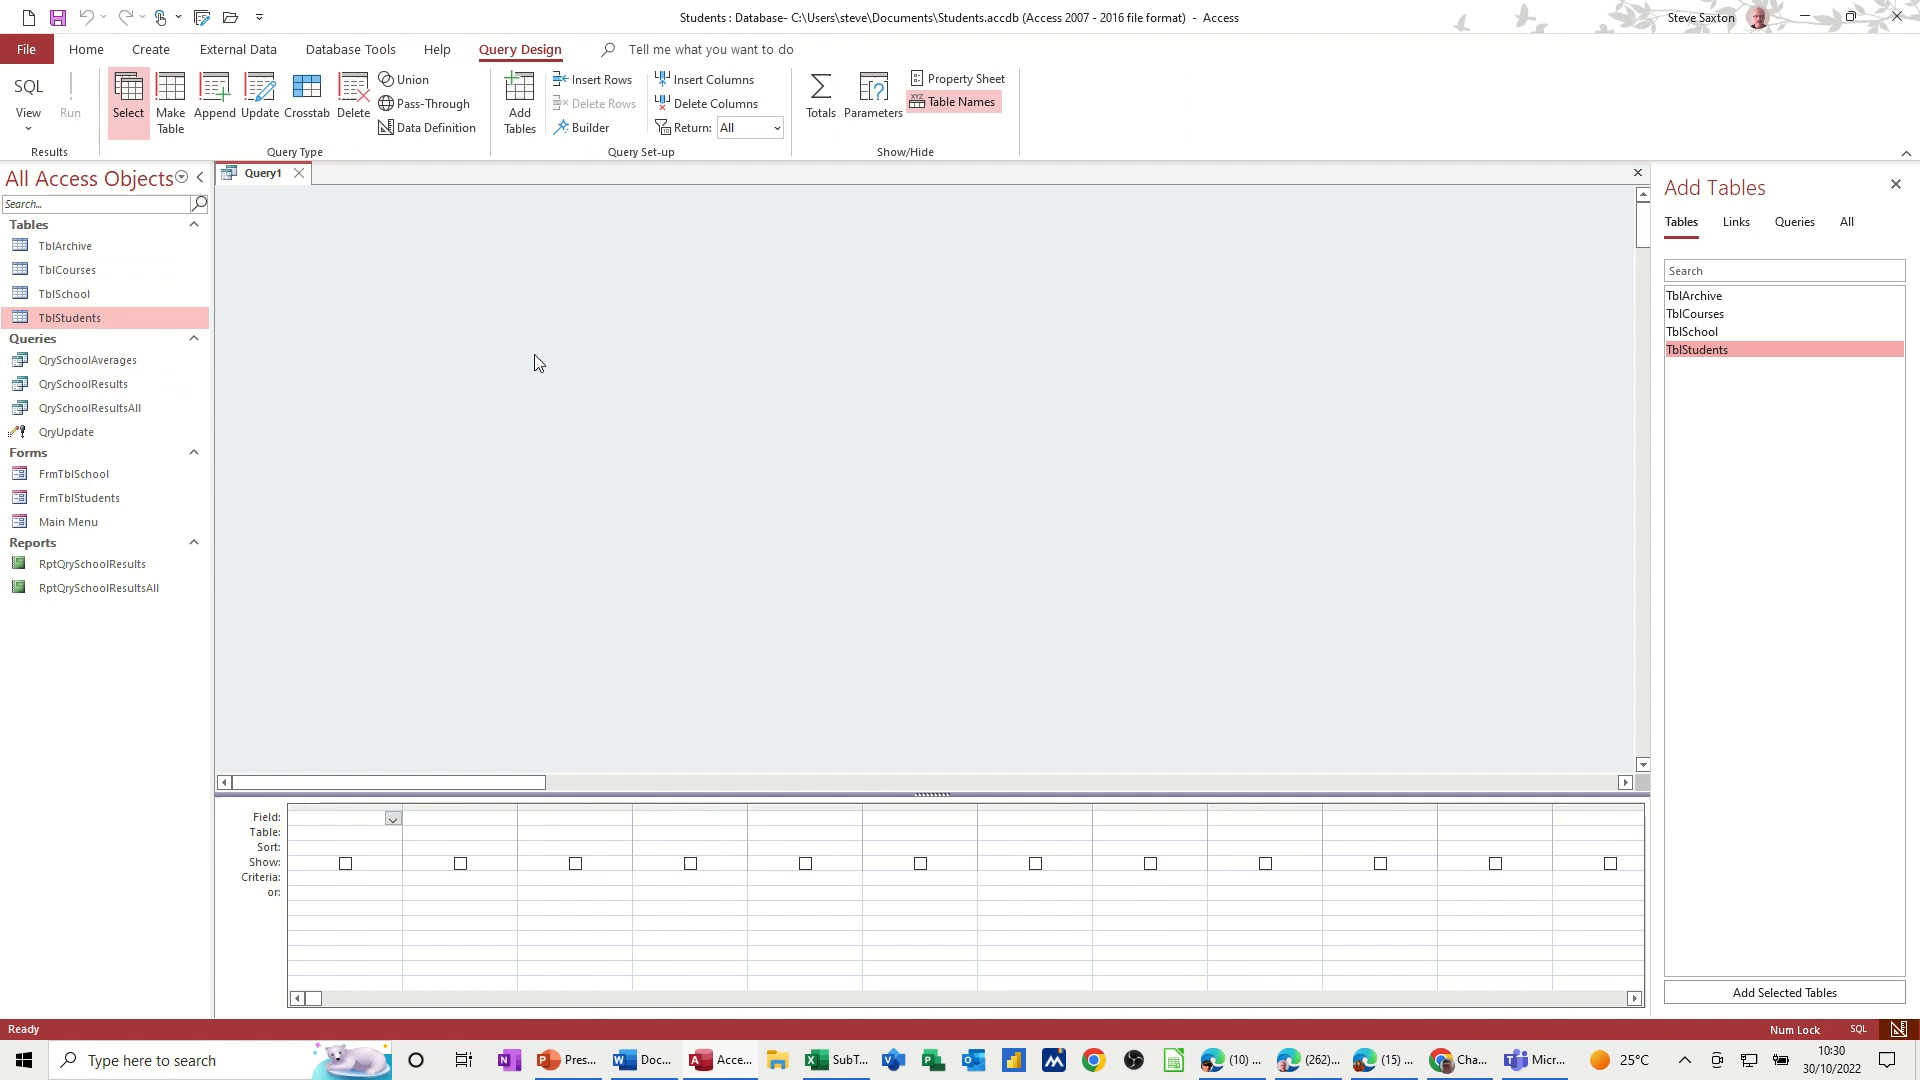 Students : Database- C:\Users\steve\Documents\Students.accdb (Access 2007 - 2016 file format) - Access
Steve Saxton
File
Home
Create
External Data
Database Tools
Help
Query Design
Tell me what you want to do
SQL
View
Run
Select
Make Table
Append
Update
Crosstab
Delete
Union
Pass-Through
Data Definition
Add Tables
Insert Rows
Delete Rows
Builder
Insert Columns
Delete Columns
Return: All
Totals
Parameters
Property Sheet
XYZ Table Names
Results
Query Type
Query Set-up
Show/Hide
All Access Objects
Search...
Tables
TblArchive
TblCourses
TblSchool
TblStudents
Queries
QrySchoolAverages
QrySchoolResults
QrySchoolResultsAll
QryUpdate
Forms
FrmTblSchool
FrmTblStudents
Main Menu
Reports
RptQrySchoolResults
RptQrySchoolResultsAll
Query1
Field:
Table:
Sort:
Show:
Criteria:
or:
Add Tables
Tables
Links
Queries
All
Search
TblArchive
TblCourses
TblSchool
TblStudents
Add Selected Tables
Ready
Num Lock
SQL
Type here to search
Pres...
Doc...
Acce...
SubT...
(10) ...
(262)...
(15) ...
Cha...
Micr...
25°C
10:30
30/10/2022